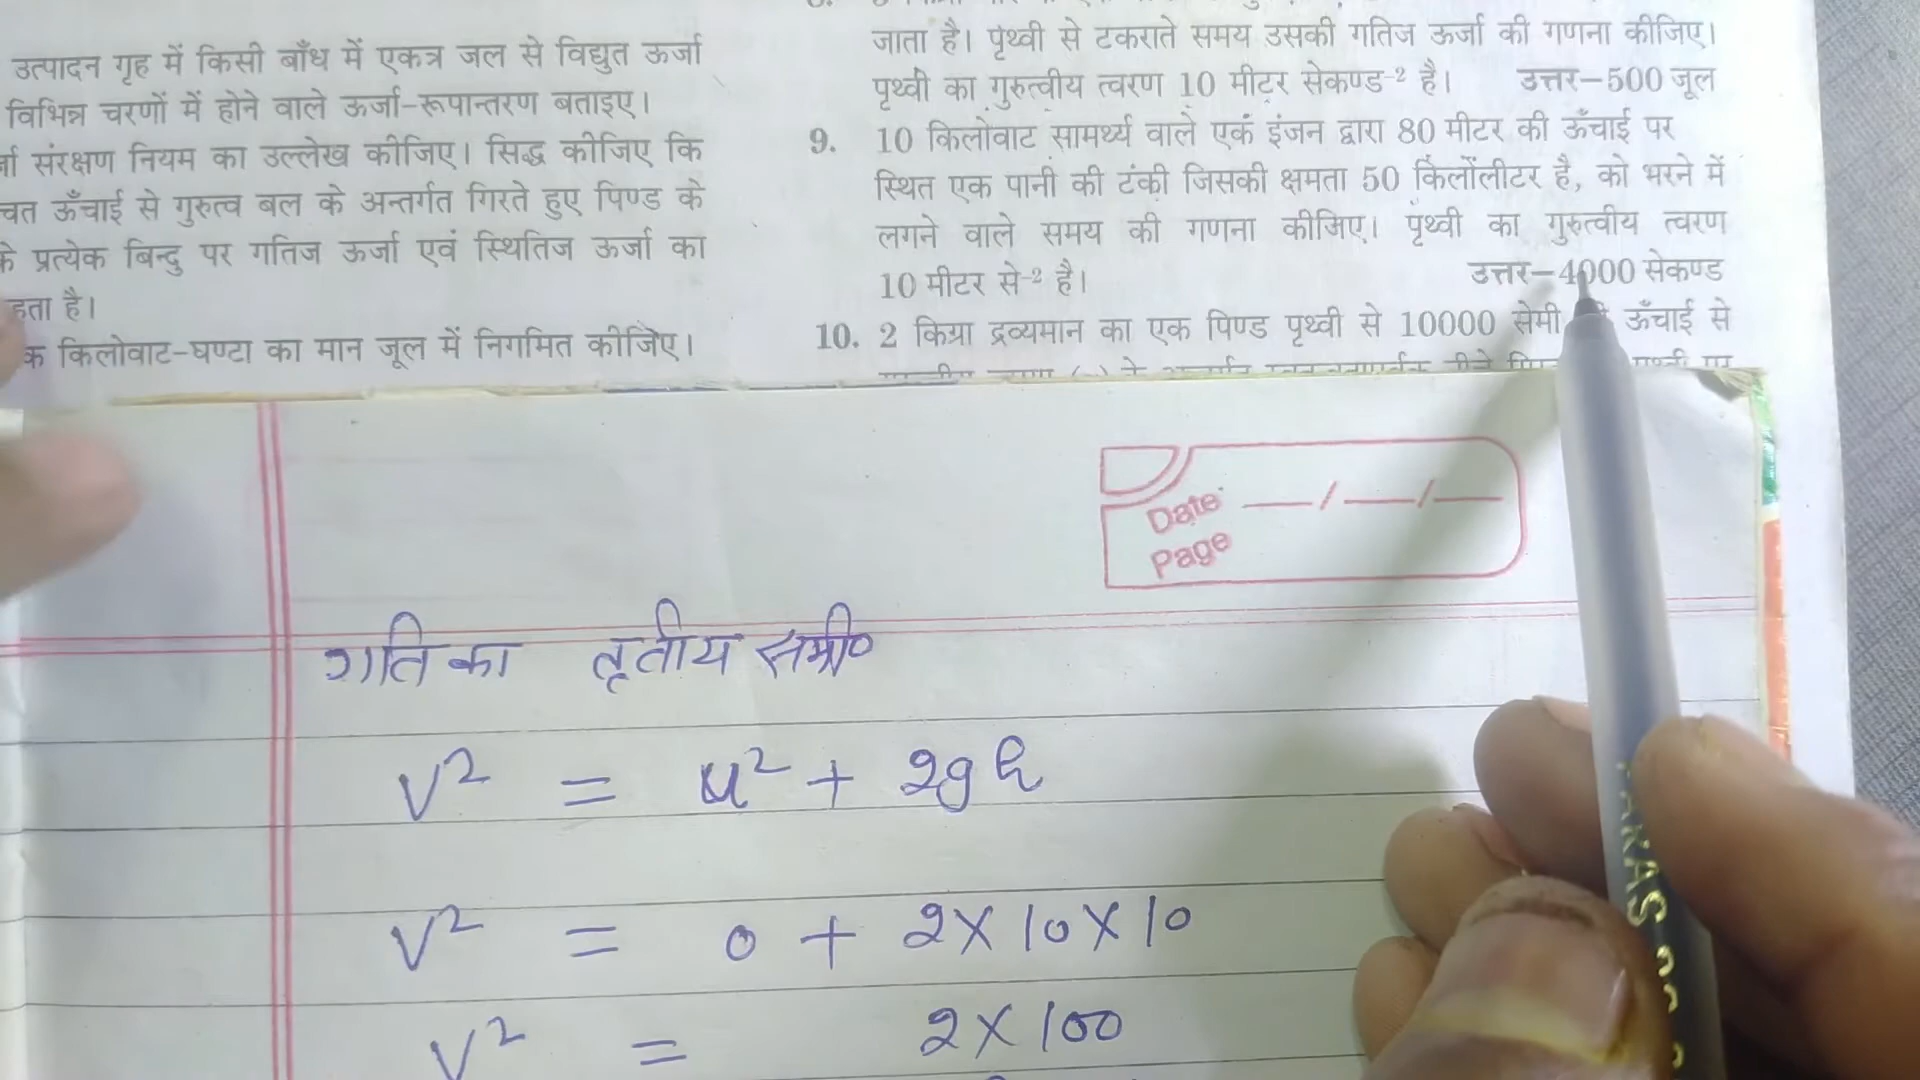 उत्पादन गृह में किसी बाँध में एकत्र जल से विद्युत ऊर्जा
विभिन्न चरणों में होने वाले ऊर्जा-रूपान्तरण बताइए।
संरक्षण नियम का उल्लेख कीजिए। सिद्ध कीजिए कि
ऊँचाई से गुरुत्व बल के अन्तर्गत गिरते हुए पिण्ड के
प्रत्येक बिन्दु पर गतिज ऊर्जा एवं स्थितिज ऊर्जा का
है।
किलोवाट-घण्टा का मान जूल में निगमित कीजिए।
जाता है। पृथ्वी से टकराते समय उसकी गतिज ऊर्जा की गणना कीजिए।
पृथ्वी का गुरुत्वीय त्वरण 10 मीटर सेकण्ड⁻² है। उत्तर–500 जूल
9. 10 किलोवाट सामर्थ्य वाले एक इंजन द्वारा 80 मीटर की ऊँचाई पर
स्थित एक पानी की टंकी जिसकी क्षमता 50 किलोलीटर है, को भरने में
लगने वाले समय की गणना कीजिए। पृथ्वी का गुरुत्वीय त्वरण
10 मीटर से⁻² है। उत्तर–4000 सेकण्ड
10. 2 किग्रा द्रव्यमान का एक पिण्ड पृथ्वी से 10000 सेमी ऊँचाई से
Date __/__/__
Page
गति का तृतीय समी०
V² = u² + 2gh
V² = 0 + 2×10×10
V² = 2×100